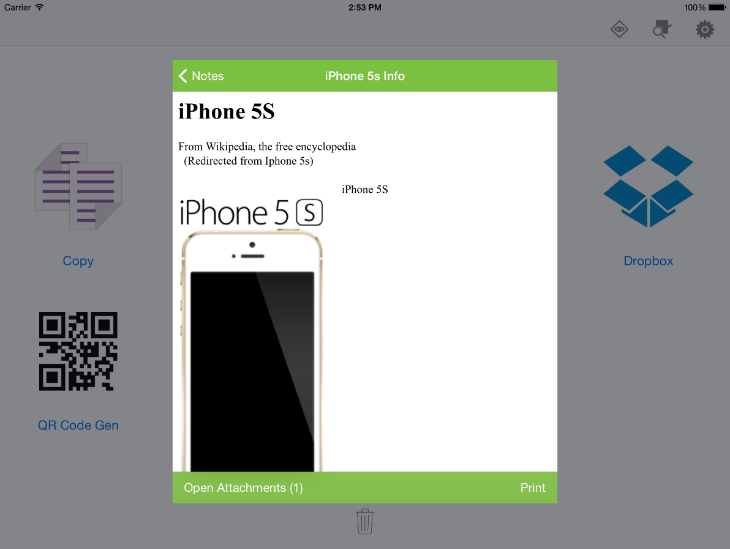 Carrier
2:53 PM
100%
Notes
iPhone 5s Info
iPhone 5S
From Wikipedia, the free encyclopedia
(Redirected from Iphone 5s)
iPhone 5S
iPhone 5 S
Copy
Dropbox
QR Code Gen
Open Attachments (1)
Print